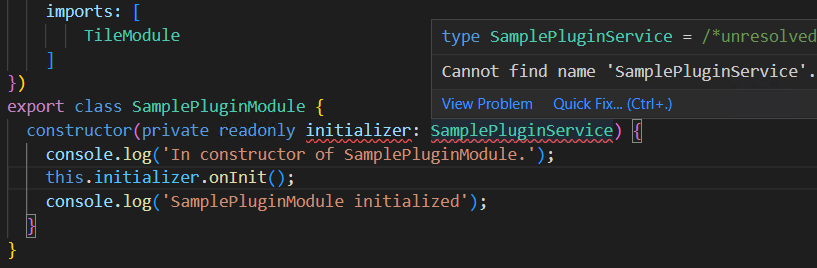 imports: [
TileModule
]
})
export class SamplePluginModule {
constructor(private readonly initializer: SamplePluginService) {
console.log('In constructor of SamplePluginModule.');
this.initializer.onInit();
console.log('SamplePluginModule initialized');
}
}
type SamplePluginService = /*unresolved
Cannot find name 'SamplePluginService'.
View Problem Quick Fix... (Ctrl+.)